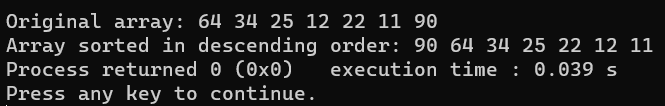 Original array: 64 34 25 12 22 11 90
Array sorted in descending order: 90 64 34 25 22 12 11
Process returned 0 (0x0)   execution time : 0.039 s
Press any key to continue.